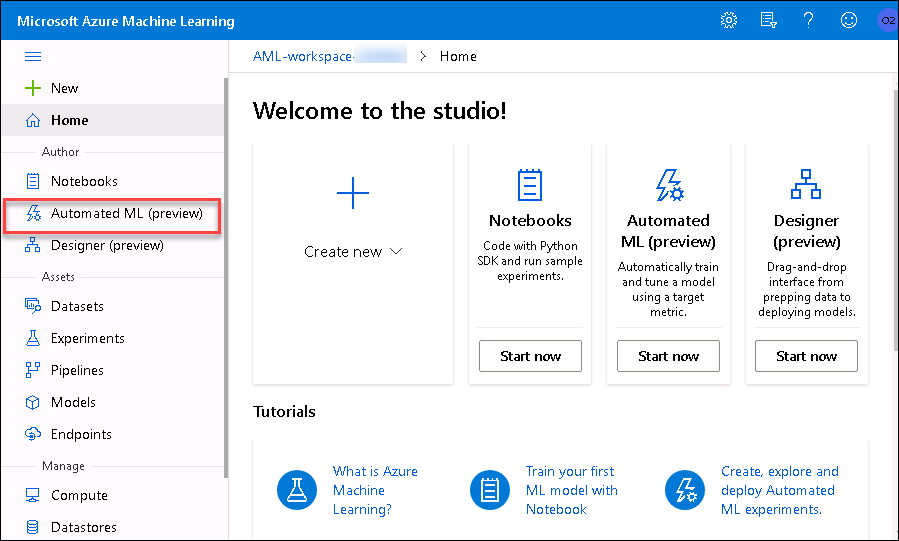 Microsoft Azure Machine Learning
?
O2
AML-workspace-
> Home
New
Home
Author
Notebooks
Automated ML (preview)
Designer (preview)
Assets
Datasets
Experiments
Pipelines
Models
Endpoints
Manage
Compute
Datastores
Welcome to the studio!
Create new
Notebooks
Code with Python
SDK and run sample
experiments.
Start now
Automated
ML (preview)
Automatically train
and tune a model
using a target
metric.
Start now
Designer
(preview)
Drag-and-drop
interface from
prepping data to
deploying models.
Start now
Tutorials
What is Azure
Machine
Learning?
Train your first
ML model with
Notebook
Create, explore and
deploy Automated
ML experiments.